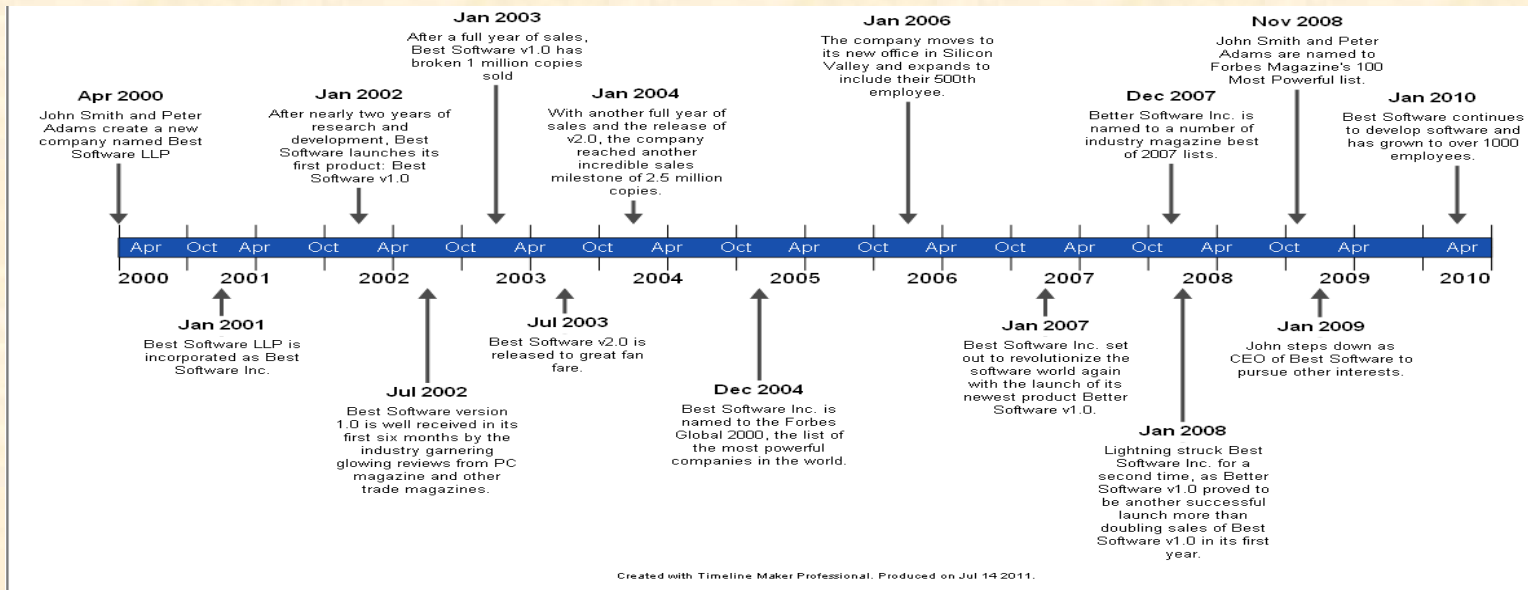 Jan 2003
After a full year of sales,
Best Software v1.0 has
broken 1 million copies
sold
Jan 2006
The company moves to
its new office in Silicon
Valley and expands to
include their 500th
employee.
Nov 2008
John Smith and Peter
Adams are named to
Forbes Magazine's 100
Most Powerful list.
Apr 2000
John Smith and Peter
Adams create a new
company named Best
Software LLP
Jan 2002
After nearly two years of
research and
development, Best
Software launches its
first product: Best
Software v1.0
Jan 2004
With another full year of
sales and the release of
v2.0, the company
reached another
incredible sales
milestone of 2.5 million
copies.
Dec 2007
Better Software Inc. is
named to a number of
industry magazine best
of 2007 lists.
Jan 2010
Best Software continues
to develop software and
has grown to over 1000
employees.
Apr Oct Apr Oct Apr Oct Apr Oct Apr Oct Apr Oct Apr Oct Apr Oct Apr Oct Apr Apr
2000 2001 2002 2003 2004 2005 2006 2007 2008 2009 2010
Jan 2001
Best Software LLP is
incorporated as Best
Software Inc.
Jul 2002
Best Software version
1.0 is well received in its
first six months by the
industry garnering
glowing reviews from PC
magazine and other
trade magazines.
Jul 2003
Best Software v2.0 is
released to great fan
fare.
Dec 2004
Best Software Inc. is
named to the Forbes
Global 2000, the list of
the most powerful
companies in the world.
Jan 2007
Best Software Inc. set
out to revolutionize the
software world again
with the launch of its
newest product Better
Software v1.0.
Jan 2008
Lightning struck Best
Software Inc. for a
second time, as Better
Software v1.0 proved to
be another successful
launch more than
doubling sales of Best
Software v1.0 in its first
year.
Jan 2009
John steps down as
CEO of Best Software to
pursue other interests.
Created with Timeline Maker Professional. Produced on Jul 14 2011.